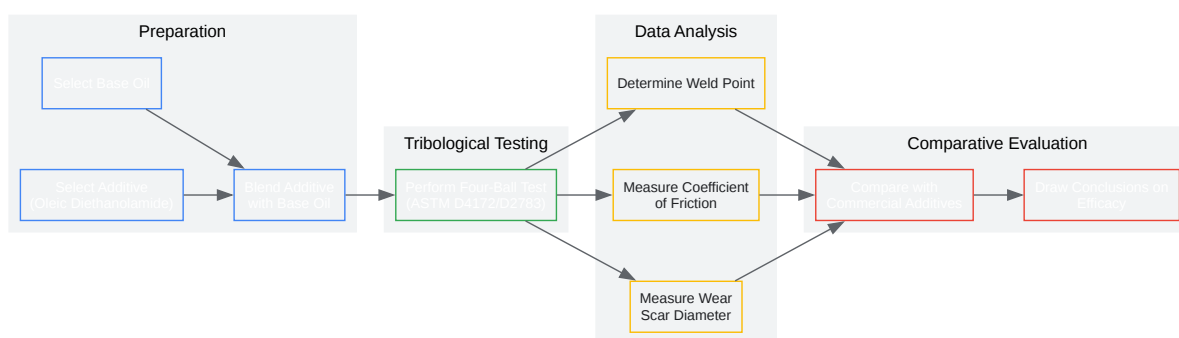 Preparation
Select Base Oil
Select Additive
(Oleic Diethanolamide)
Blend Additive
with Base Oil
Tribological Testing
Perform Four-Ball Test
(ASTM D4172/D2783)
Data Analysis
Determine Weld Point
Measure Coefficient
of Friction
Measure Wear
Scar Diameter
Comparative Evaluation
Compare with
Commercial Additives
Draw Conclusions on
Efficacy